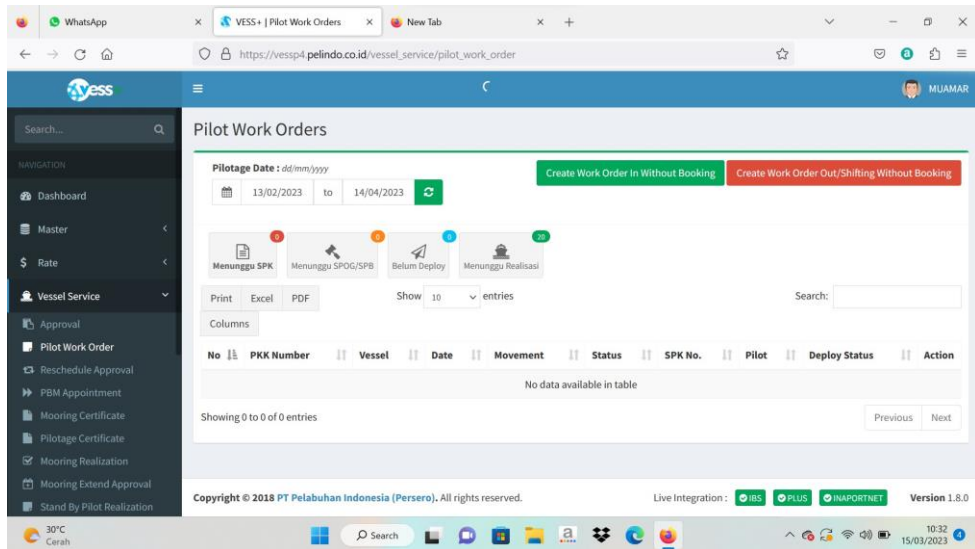 WhatsApp
VESS+ | Pilot Work Orders
New Tab
https://vessp4.pelindo.co.id/vessel_service/pilot_work_order
Vess
MUAMAR
Search...
NAVIGATION
Dashboard
Master
$ Rate
Vessel Service
Approval
Pilot Work Order
Reschedule Approval
PBM Appointment
Mooring Certificate
Pilotage Certificate
Mooring Realization
Mooring Extend Approval
Stand By Pilot Realization
Pilot Work Orders
Pilotage Date : dd/mm/yyyy
13/02/2023 to 14/04/2023
Create Work Order In Without Booking
Create Work Order Out/Shifting Without Booking
0 0 0 20
Menunggu SPK Menunggu SPOG/SPB Belum Deploy Menunggu Realisasi
Print Excel PDF Show 10 entries Search:
Columns
No PKK Number Vessel Date Movement Status SPK No. Pilot Deploy Status Action
No data available in table
Showing 0 to 0 of 0 entries Previous Next
Copyright © 2018 PT Pelabuhan Indonesia (Persero). All rights reserved. Live Integration : IBS PLUS INAPORTNET Version 1.8.0
30°C
Cerah
Search
10:32
15/03/2023
4